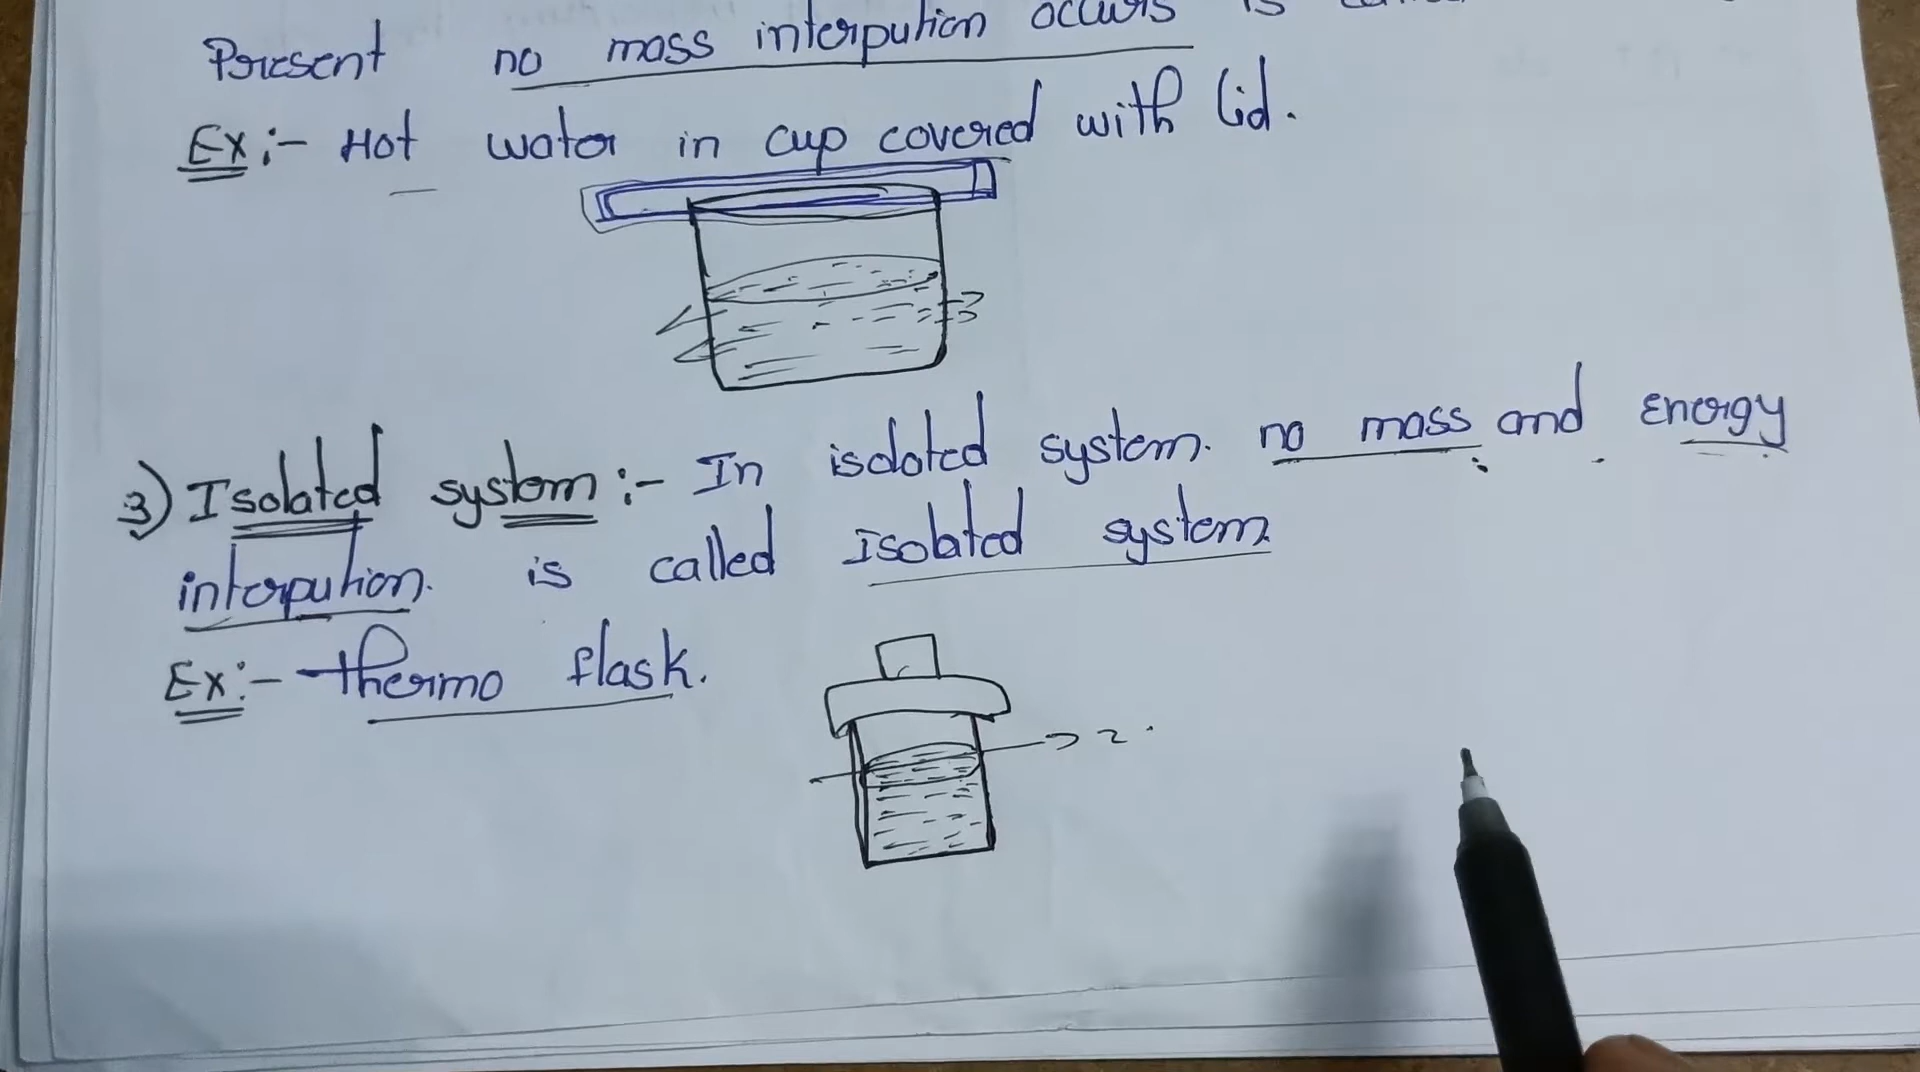 Present no mass interpution occurs is
Ex:- Hot water in cup covered with lid.
3) Isolated system:- In isolated system. no mass and Energy
interpution. is called Isolated system.
Ex:- thermo flask.